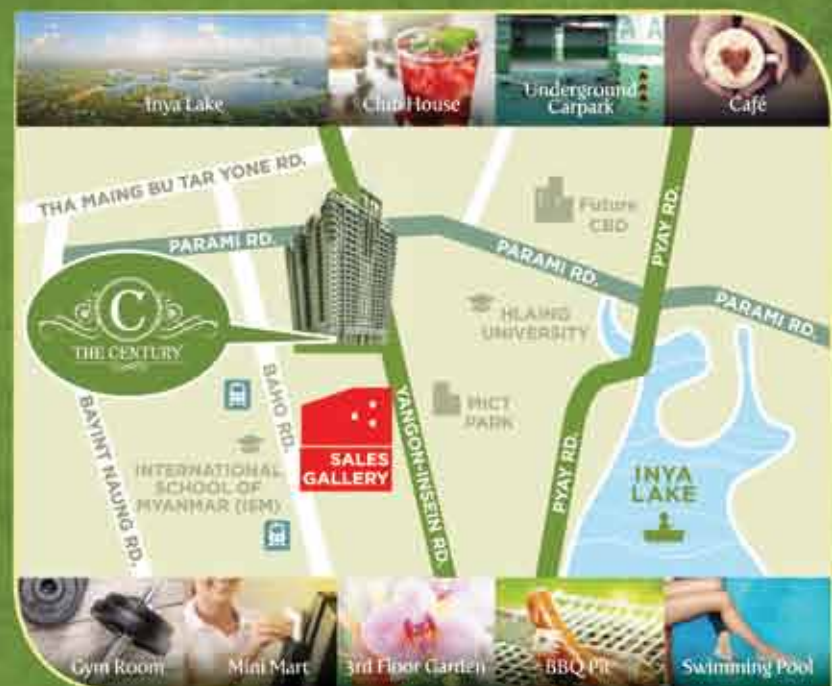 Inya Lake
Club House
Underground
Carpark
Café
THA MAING BU TAR YONE RD.
PARAMI RD.
Future
CBD
PYAY RD.
PARAMI RD.
PARAMI RD.
HLAING
UNIVERSITY
C
THE CENTURY
BAYINT NAUNG RD.
BAHO RD.
YANGON-INSEIN RD.
MICT
PARK
SALES
GALLERY
INTERNATIONAL
SCHOOL OF
MYANMAR (ISM)
PYAY RD.
INYA
LAKE
Gym Room
Mini Mart
3rd Floor Garden
BBQ Pit
Swimming Pool